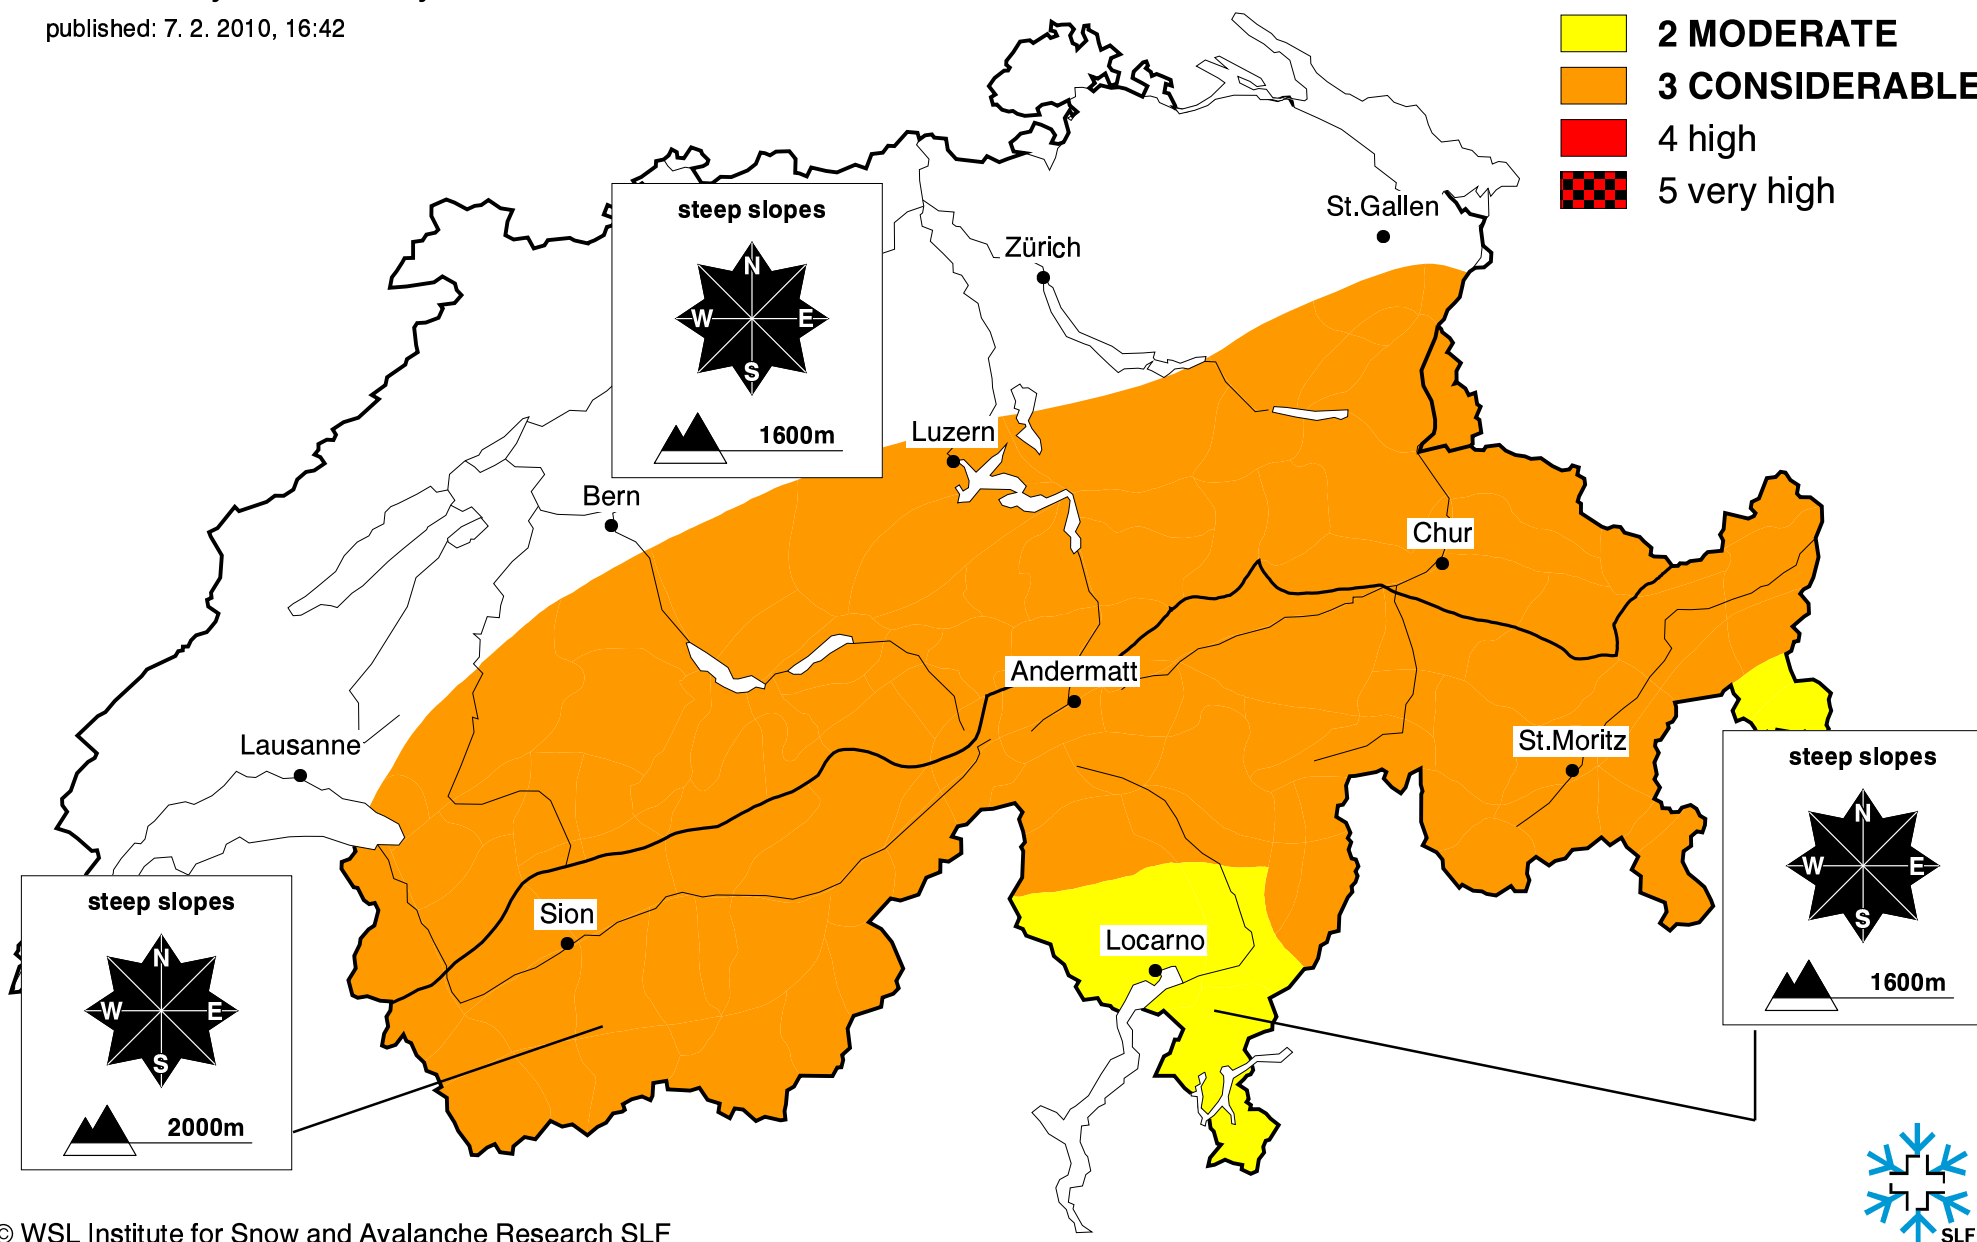 published: 7. 2. 2010, 16:42
2 MODERATE
3 CONSIDERABLE
4 high
5 very high
St.Gallen
Zürich
steep slopes
N
W E
S
1600m
Luzern
Bern
Chur
Andermatt
Lausanne
St.Moritz
steep slopes
N
W E
S
1600m
Sion
Locarno
steep slopes
N
W E
S
2000m
© WSL Institute for Snow and Avalanche Research SLF
SLF